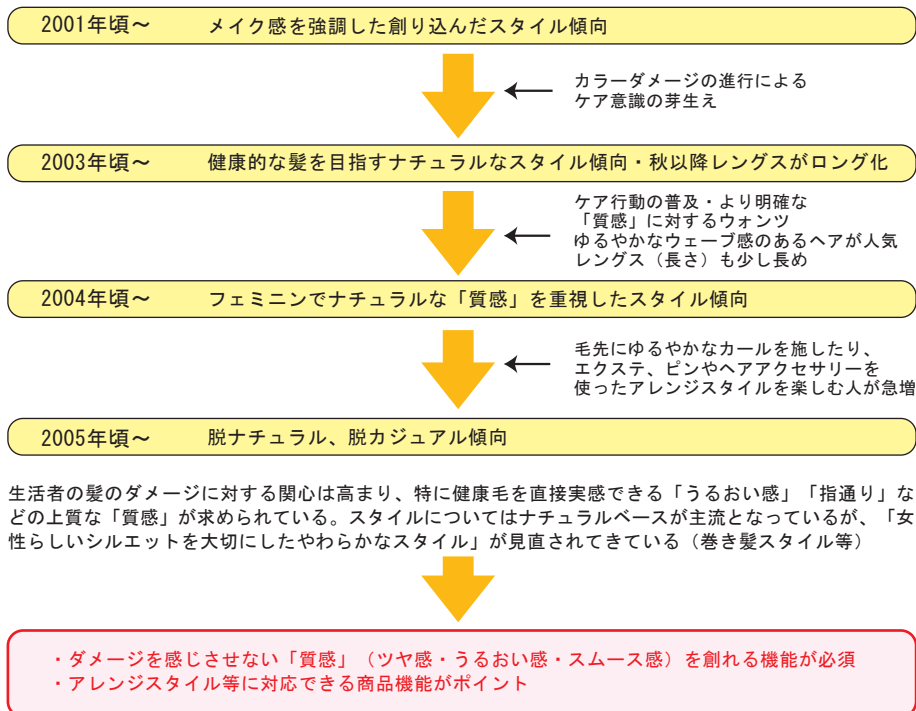 2001年頃～　メイク感を強調した創り込んだスタイル傾向
カラーダメージの進行による
ケア意識の芽生え
2003年頃～　健康的な髪を目指すナチュラルなスタイル傾向・秋以降レングスがロング化
ケア行動の普及・より明確な
「質感」に対するウォンツ
ゆるやかなウェーブ感のあるヘアが人気
レングス（長さ）も少し長め
2004年頃～　フェミニンでナチュラルな「質感」を重視したスタイル傾向
毛先にゆるやかなカールを施したり、
エクステ、ピンやヘアアクセサリーを
使ったアレンジスタイルを楽しむ人が急増
2005年頃～　脱ナチュラル、脱カジュアル傾向
生活者の髪のダメージに対する関心は高まり、特に健康毛を直接実感できる「うるおい感」「指通り」な
どの上質な「質感」が求められている。スタイルについてはナチュラルベースが主流となっているが、「女
性らしいシルエットを大切にしたやわらかなスタイル」が見直されてきている（巻き髪スタイル等）
・ダメージを感じさせない「質感」（ツヤ感・うるおい感・スムース感）を創れる機能が必須
・アレンジスタイル等に対応できる商品機能がポイント